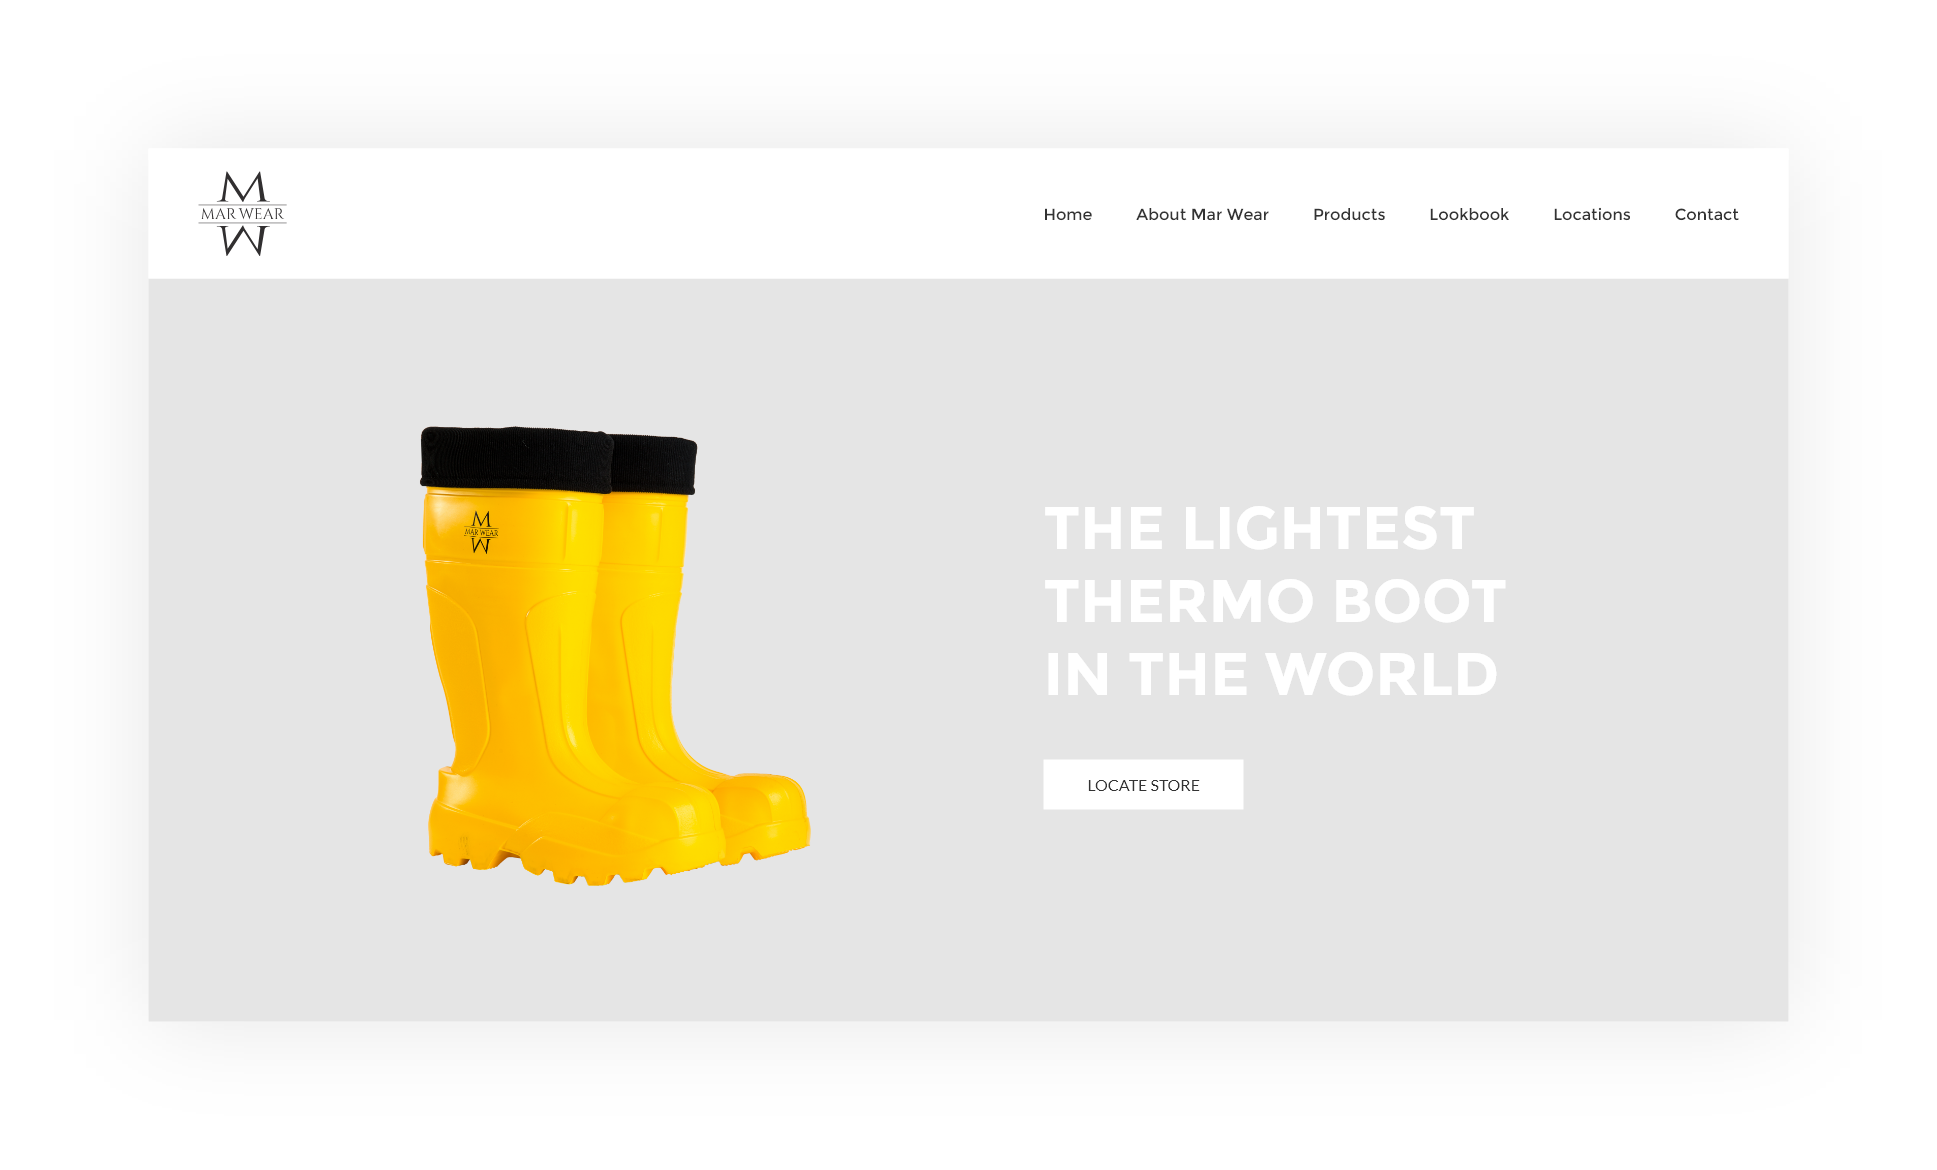 M
MAR WEAR
W
Home
About Mar Wear
Products
Lookbook
Locations
Contact
M
MAR WEAR
W
THE LIGHTEST
THERMO BOOT
IN THE WORLD
LOCATE STORE